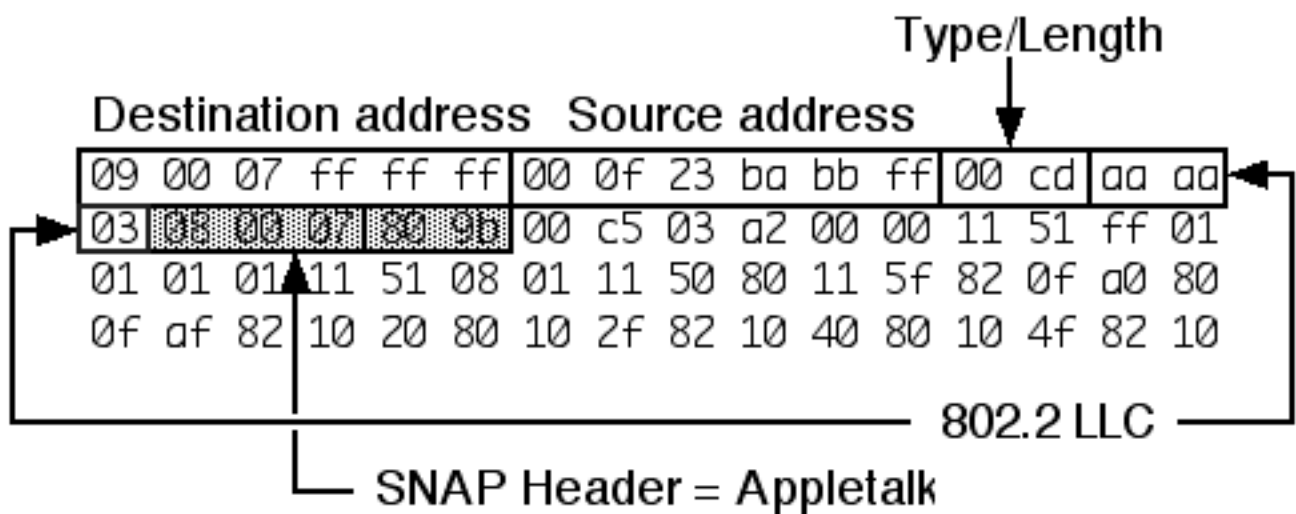 Type/Length
Destination address Source address
09 00 07 ff ff ff 00 0f 23 ba bb ff 00 cd aa aa
03 08 00 07 80 9b 00 c5 03 a2 00 00 11 51 ff 01
01 01 01 11 51 08 01 11 50 80 11 5f 82 0f a0 80
0f af 82 10 20 80 10 2f 82 10 40 80 10 4f 82 10
802.2 LLC
SNAP Header = Appletalk